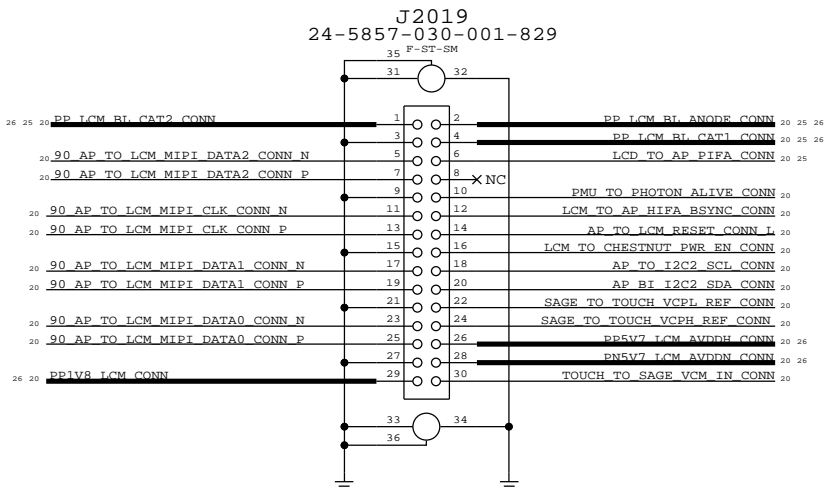 J2019
24-5857-030-001-829
F-ST-SM
35
31 32
26 25 20 PP_LCM_BL_CAT2_CONN 1 2 PP_LCM_BL_ANODE_CONN 20 25 26
3 4 PP_LCM_BL_CAT1_CONN 20 25 26
20 90_AP_TO_LCM_MIPI_DATA2_CONN_N 5 6 LCD_TO_AP_PIFA_CONN 20 25
20 90_AP_TO_LCM_MIPI_DATA2_CONN_P 7 8 NC
9 10 PMU_TO_PHOTON_ALIVE_CONN 20
20 90_AP_TO_LCM_MIPI_CLK_CONN_N 11 12 LCM_TO_AP_HIFA_BSYNC_CONN 20
20 90_AP_TO_LCM_MIPI_CLK_CONN_P 13 14 AP_TO_LCM_RESET_CONN_L 20
15 16 LCM_TO_CHESTNUT_PWR_EN_CONN 20
20 90_AP_TO_LCM_MIPI_DATA1_CONN_N 17 18 AP_TO_I2C2_SCL_CONN 20
20 90_AP_TO_LCM_MIPI_DATA1_CONN_P 19 20 AP_BI_I2C2_SDA_CONN 20
21 22 SAGE_TO_TOUCH_VCPL_REF_CONN 20
20 90_AP_TO_LCM_MIPI_DATA0_CONN_N 23 24 SAGE_TO_TOUCH_VCPH_REF_CONN 20
20 90_AP_TO_LCM_MIPI_DATA0_CONN_P 25 26 PP5V7_LCM_AVDDH_CONN 20 26
27 28 PN5V7_LCM_AVDDN_CONN 20 26
26 20 PP1V8_LCM_CONN 29 30 TOUCH_TO_SAGE_VCM_IN_CONN 20
33 34
36